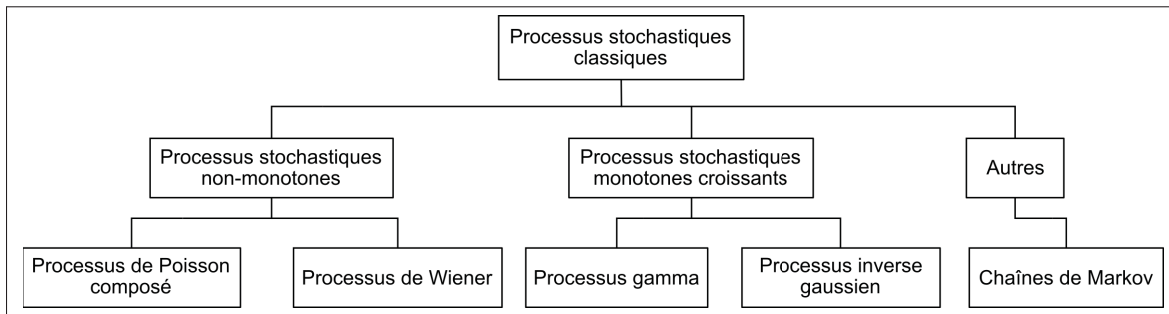 Processus stochastiques
classiques
Processus stochastiques
non-monotones
Processus stochastiques
monotones croissants
Autres
Processus de Poisson
composé
Processus de Wiener
Processus gamma
Processus inverse
gaussien
Chaînes de Markov